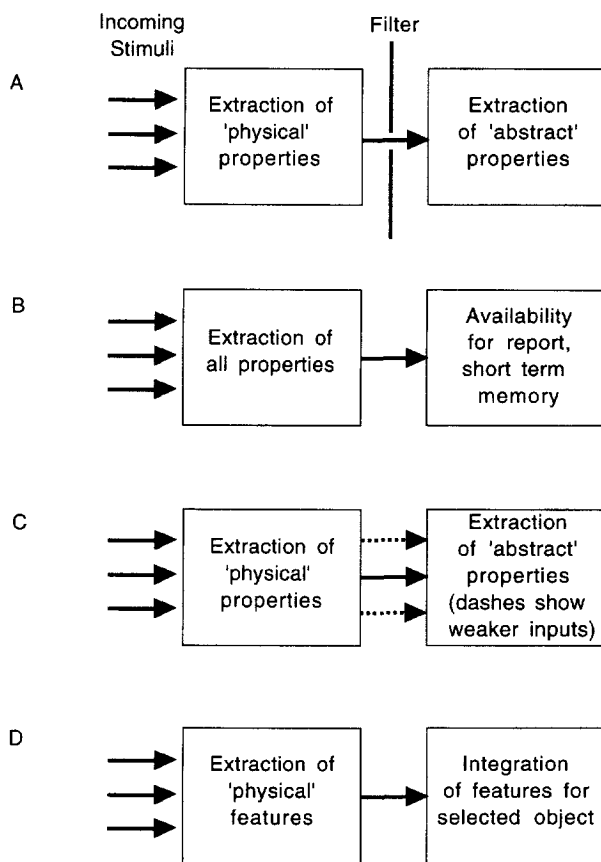 Incoming
Stimuli
Filter
A
Extraction of
'physical'
properties
Extraction
of 'abstract'
properties
B
Extraction of
all properties
Availability
for report,
short term
memory
C
Extraction of
'physical'
properties
Extraction
of 'abstract'
properties
(dashes show
weaker inputs)
D
Extraction of
'physical'
features
Integration
of features for
selected object